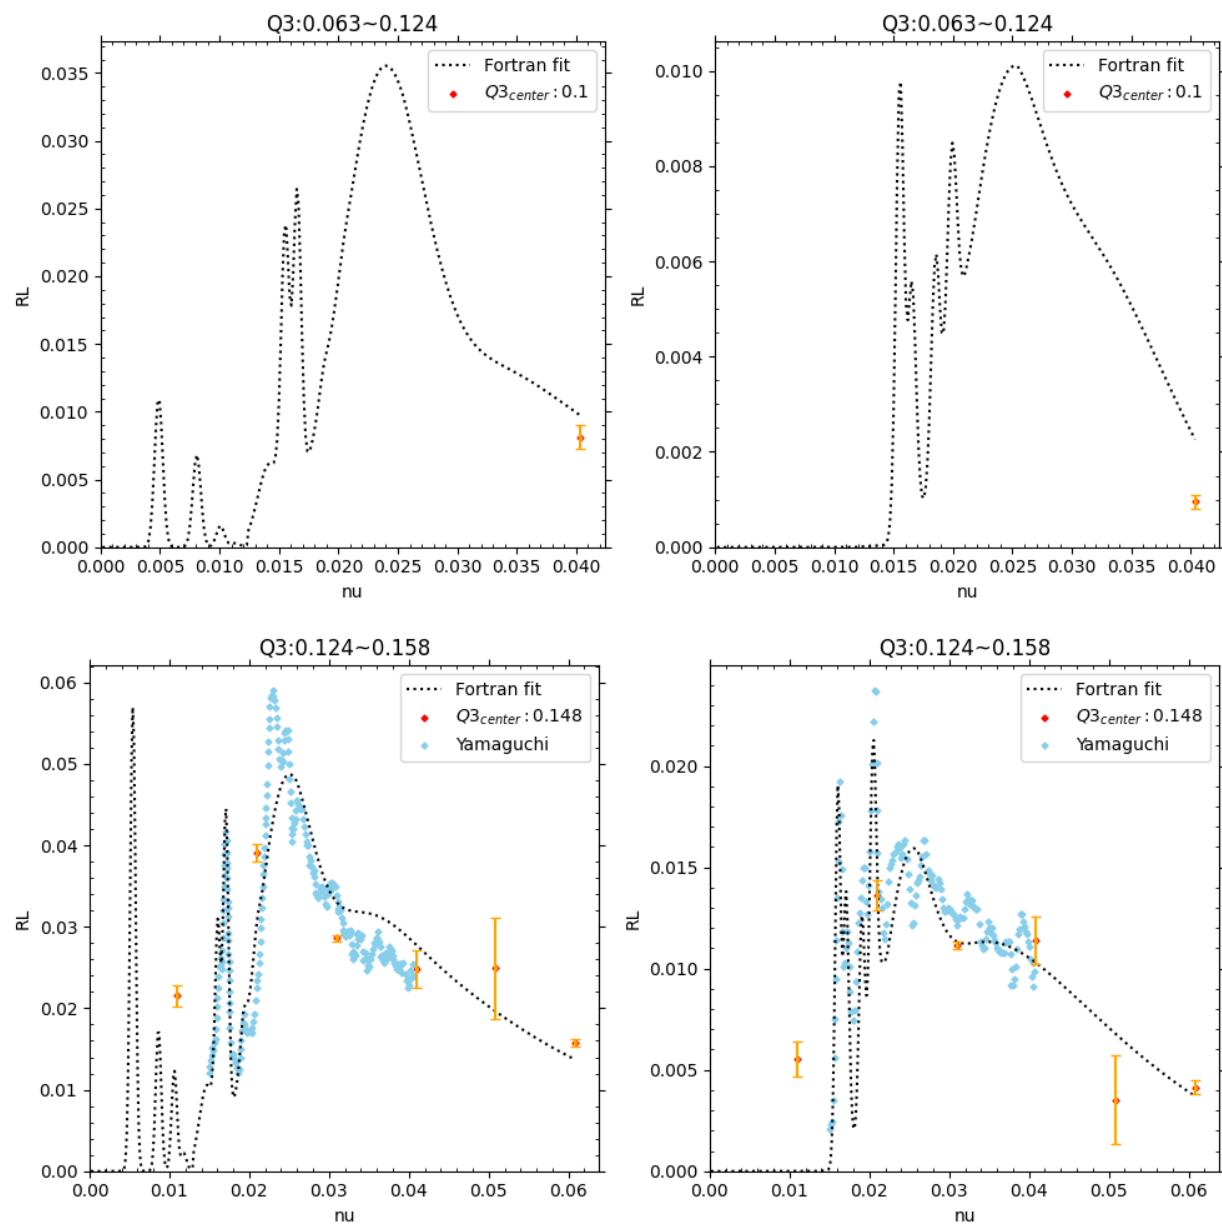 Q3:0.063~0.124
Fortran fit
Q3center:0.1
RL
0.035
0.030
0.025
0.020
0.015
0.010
0.005
0.000
0.000 0.005 0.010 0.015 0.020 0.025 0.030 0.035 0.040
nu
Q3:0.063~0.124
Fortran fit
Q3center:0.1
RL
0.010
0.008
0.006
0.004
0.002
0.000
0.000 0.005 0.010 0.015 0.020 0.025 0.030 0.035 0.040
nu
Q3:0.124~0.158
Fortran fit
Q3center:0.148
Yamaguchi
RL
0.06
0.05
0.04
0.03
0.02
0.01
0.00
0.00 0.01 0.02 0.03 0.04 0.05 0.06
nu
Q3:0.124~0.158
Fortran fit
Q3center:0.148
Yamaguchi
RL
0.020
0.015
0.010
0.005
0.000
0.00 0.01 0.02 0.03 0.04 0.05 0.06
nu